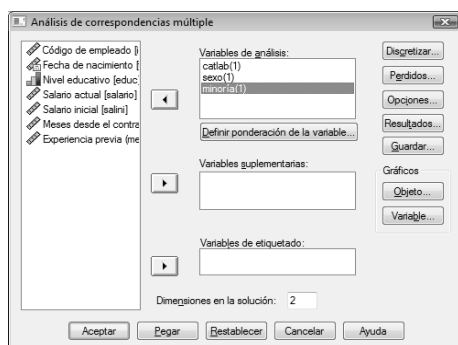 Análisis de correspondencias múltiple
Código de empleado [i
Fecha de nacimiento [
Nivel educativo [educ
Salario actual [salario]
Salario inicial [salini]
Meses desde el contra
Experiencia previa (me
Variables de análisis:
catlab(1)
sexo(1)
minoría(1)
Definir ponderación de la variable...
Variables suplementarias:
Variables de etiquetado:
Dimensiones en la solución: 2
Discretizar...
Perdidos...
Opciones...
Resultados...
Guardar...
Gráficos
Objeto...
Variable...
Aceptar
Pegar
Restablecer
Cancelar
Ayuda